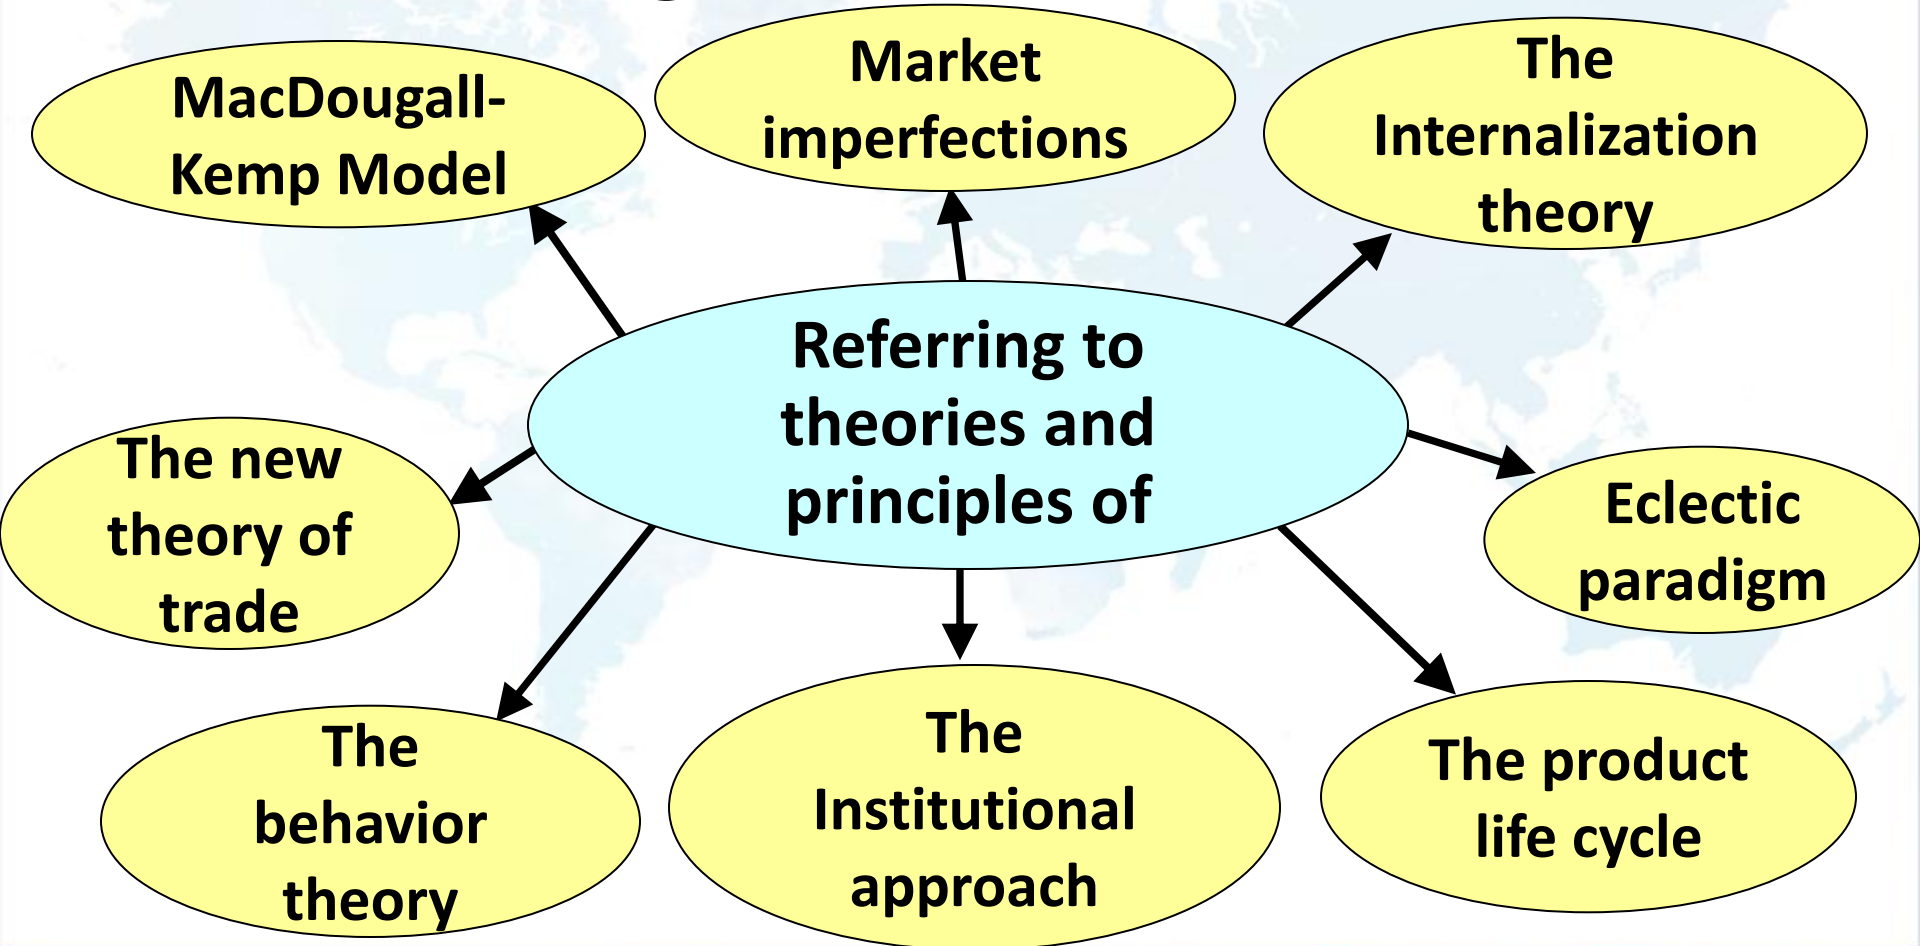 MacDougall-
Kemp Model
Market
imperfections
The
Internalization
theory
Referring to
theories and
principles of
The new
theory of
trade
Eclectic
paradigm
The
behavior
theory
The
Institutional
approach
The product
life cycle